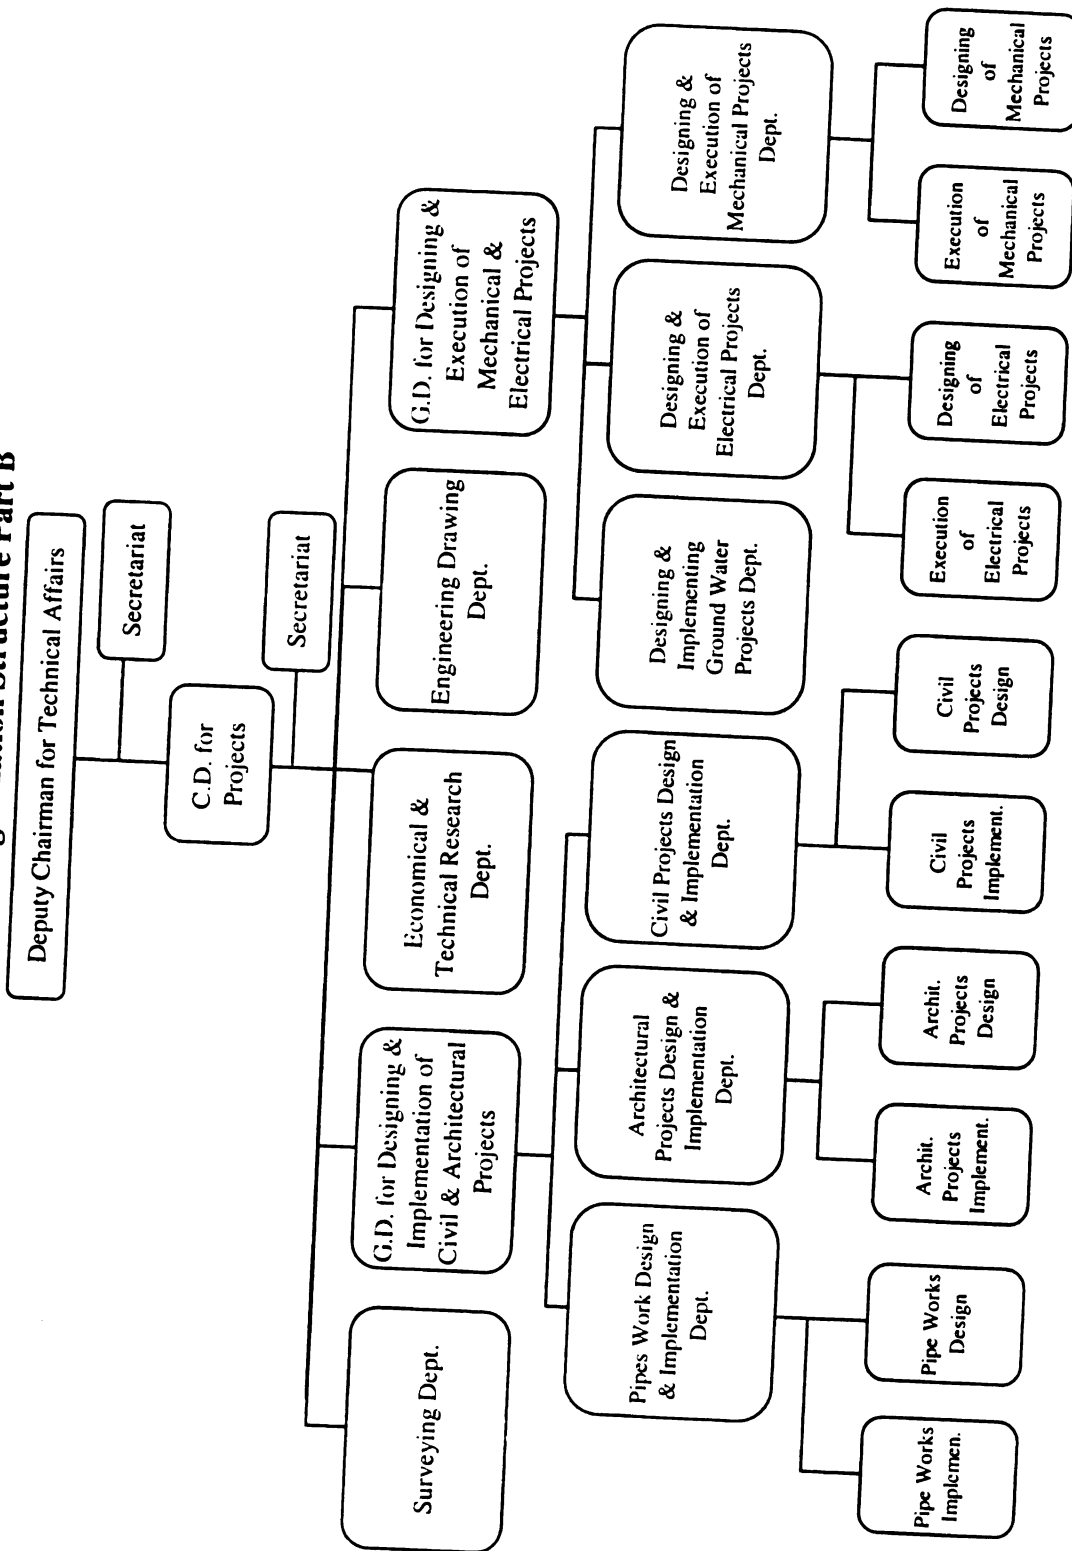 Structure Part B
Deputy Chairman for Technical Affairs
Secretariat
C.D. for
Projects
Secretariat
Surveying Dept.
G.D. for Designing &
Implementation of
Civil & Architectural
Projects
Economical &
Technical Research
Dept.
Engineering Drawing
Dept.
G.D. for Designing &
Execution of
Mechanical &
Electrical Projects
Pipes Work Design
& Implementation
Dept.
Architectural
Projects Design &
Implementation
Dept.
Civil Projects Design
& Implementation
Dept.
Designing &
Implementing
Ground Water
Projects Dept.
Designing &
Execution of
Electrical Projects
Dept.
Designing &
Execution of
Mechanical Projects
Dept.
Pipe Works
Implemen.
Pipe Works
Design
Archit.
Projects
Implement.
Archit.
Projects
Design
Civil
Projects
Implement.
Civil
Projects
Design
Execution
of
Electrical
Projects
Designing
of
Electrical
Projects
Execution
of
Mechanical
Projects
Designing
of
Mechanical
Projects